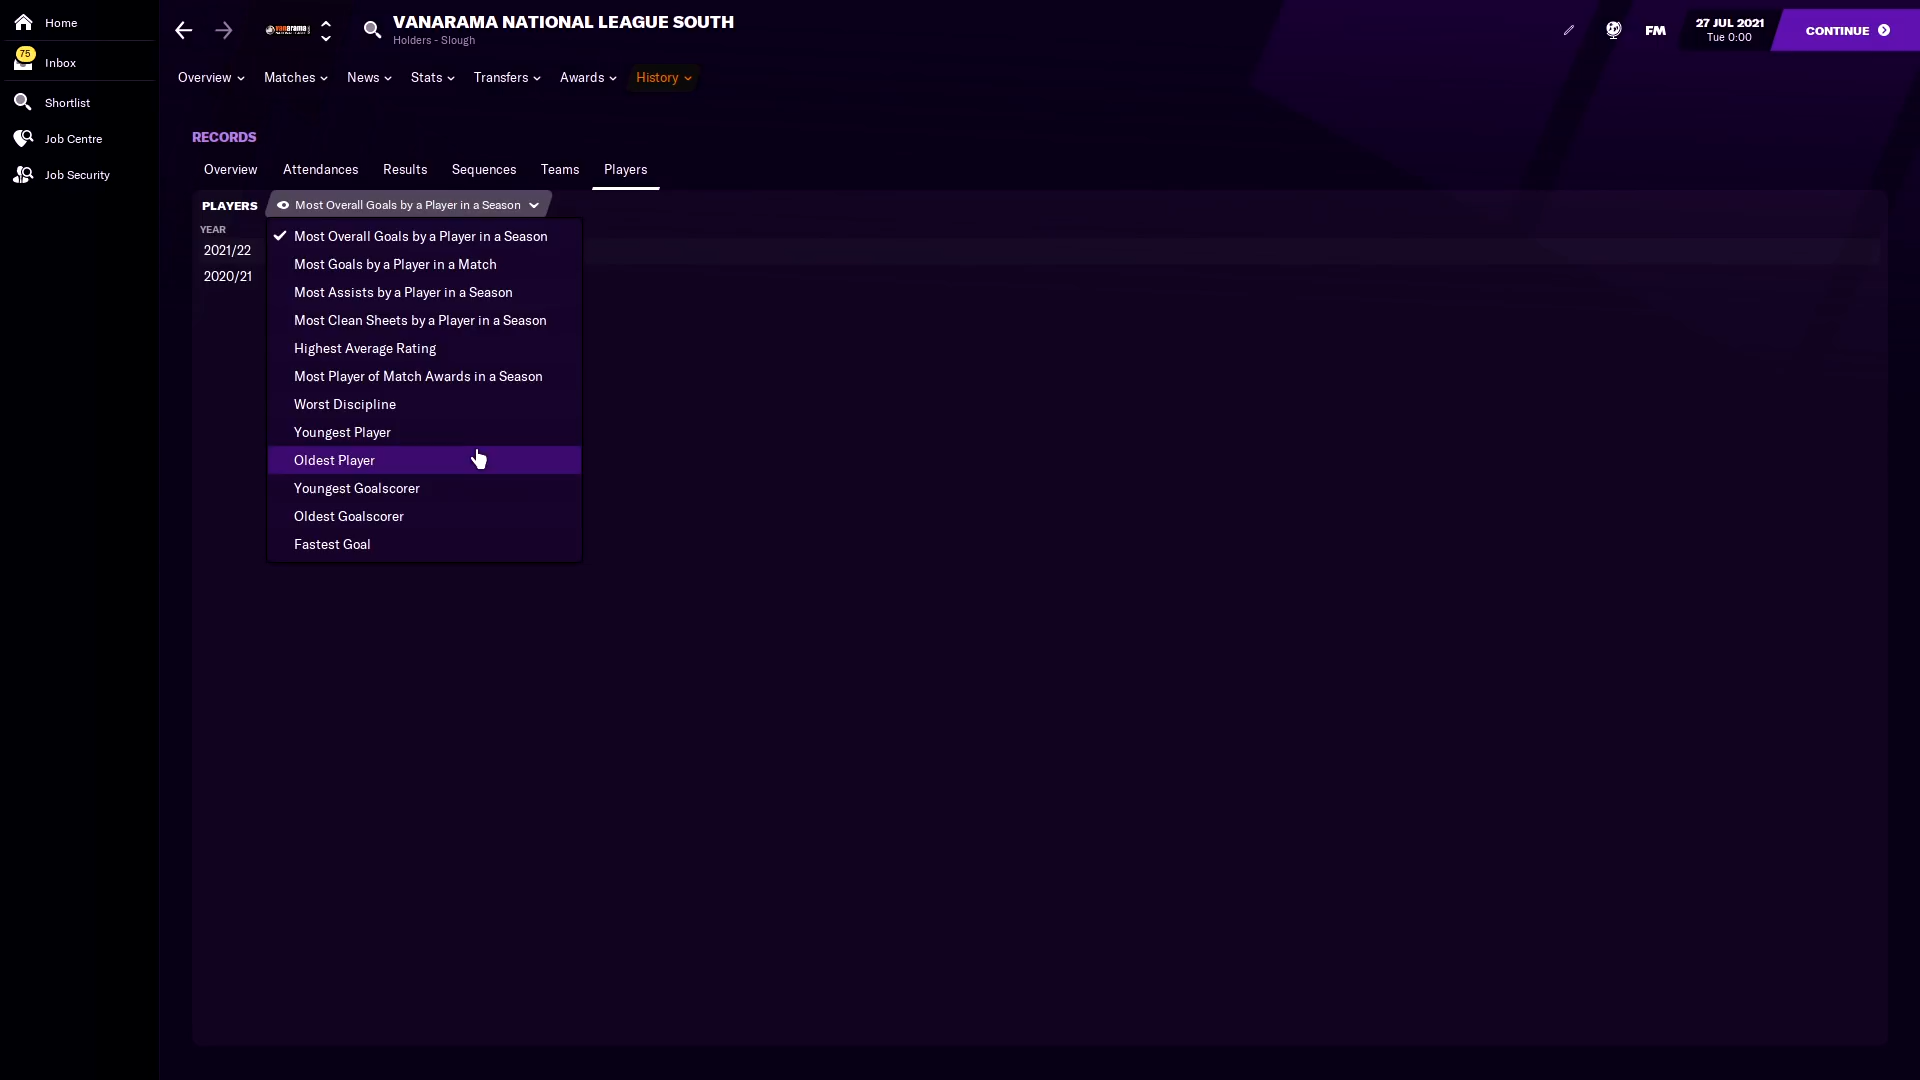 Home
75
Inbox
Shortlist
Job Centre
Job Security
VANARAMA NATIONAL LEAGUE SOUTH
Holders - Slough
FM
27 JUL 2021
Tue 0:00
CONTINUE
Overview
Matches
News
Stats
Transfers
Awards
History
RECORDS
Overview
Attendances
Results
Sequences
Teams
Players
PLAYERS
Most Overall Goals by a Player in a Season
YEAR
2021/22
2020/21
Most Overall Goals by a Player in a Season
Most Goals by a Player in a Match
Most Assists by a Player in a Season
Most Clean Sheets by a Player in a Season
Highest Average Rating
Most Player of Match Awards in a Season
Worst Discipline
Youngest Player
Oldest Player
Youngest Goalscorer
Oldest Goalscorer
Fastest Goal